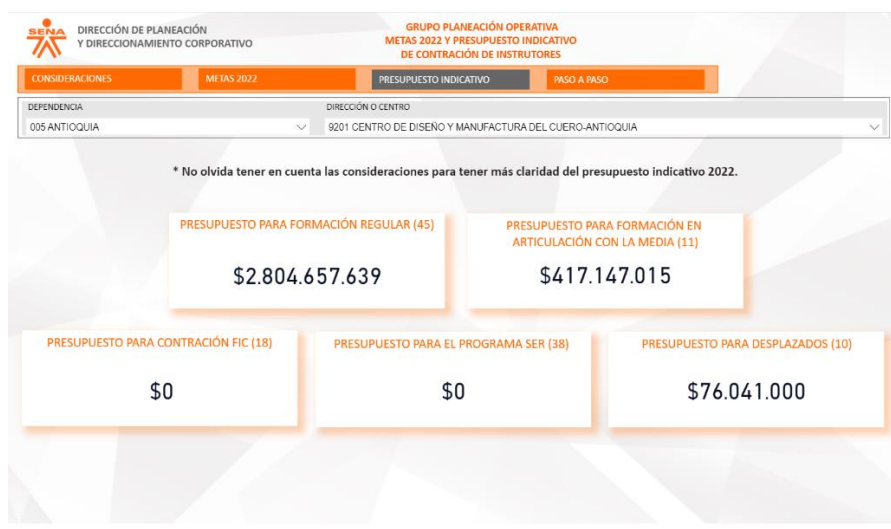 SENA
DIRECCIÓN DE PLANEACIÓN
Y DIRECCIONAMIENTO CORPORATIVO
GRUPO PLANEACIÓN OPERATIVA
METAS 2022 Y PRESUPUESTO INDICATIVO
DE CONTRACIÓN DE INSTRUTORES
CONSIDERACIONES
METAS 2022
PRESUPUESTO INDICATIVO
PASO A PASO
DEPENDENCIA
DIRECCIÓN O CENTRO
005 ANTIOQUIA
9201 CENTRO DE DISEÑO Y MANUFACTURA DEL CUERO-ANTIOQUIA
* No olvida tener en cuenta las consideraciones para tener más claridad del presupuesto indicativo 2022.
PRESUPUESTO PARA FORMACIÓN REGULAR (45)
$2.804.657.639
PRESUPUESTO PARA FORMACIÓN EN
ARTICULACIÓN CON LA MEDIA (11)
$417.147.015
PRESUPUESTO PARA CONTRACIÓN FIC (18)
$0
PRESUPUESTO PARA EL PROGRAMA SER (38)
$0
PRESUPUESTO PARA DESPLAZADOS (10)
$76.041.000